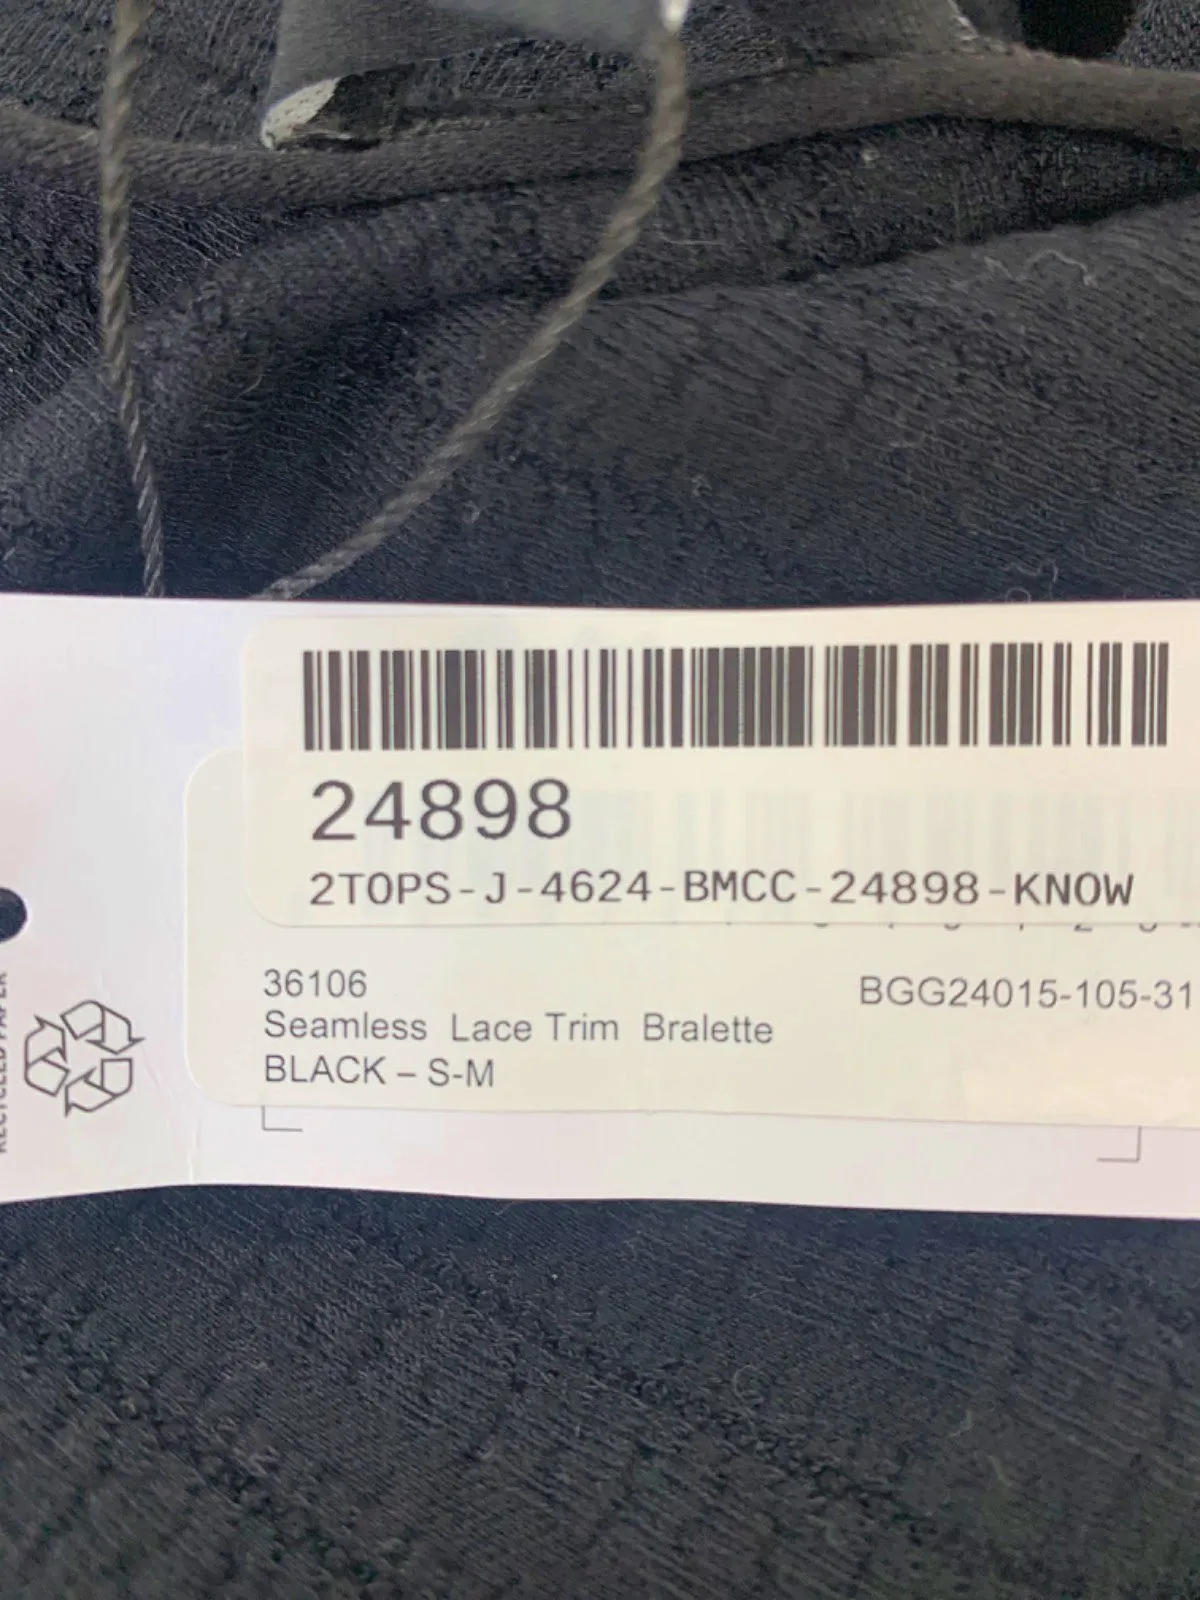 24898
2TOPS-J-4624-BMCC-24898-KNOW
36106 BGG24015-105-31
Seamless Lace Trim Bralette
BLACK – S-M
RECYCLED PAPER